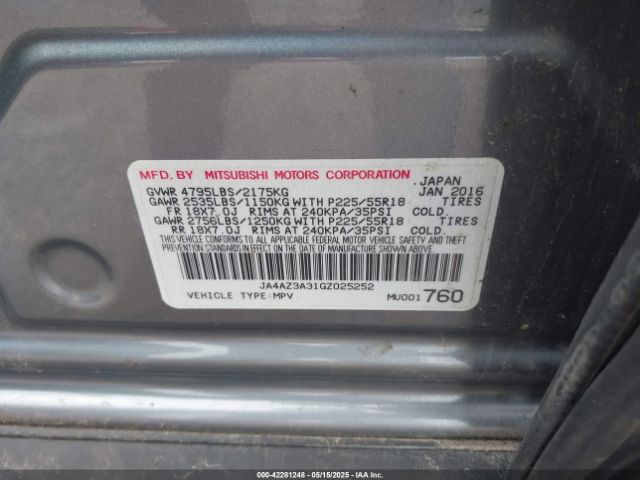 MFD. BY MITSUBISHI MOTORS CORPORATION JAPAN
GVWR 4795LBS/2175KG JAN 2016
GAWR 2535LBS/1150KG WITH P225/55R18 TIRES
FR 18X7.0J RIMS AT 240KPA/35PSI COLD.
GAWR 2756LBS/1250KG WITH P225/55R18 TIRES
RR 18X7.0J RIMS AT 240KPA/35PSI COLD.
THIS VEHICLE CONFORMS TO ALL APPLICABLE FEDERAL MOTOR VEHICLE SAFETY AND THEFT
PREVENTION STANDARDS IN EFFECT ON THE DATE OF MANUFACTURE SHOWN ABOVE.
JA4AZ3A31GZ025252
VEHICLE TYPE:MPV MU001760
000-42281248 05/15/2025 © IAA Holdings, LLC